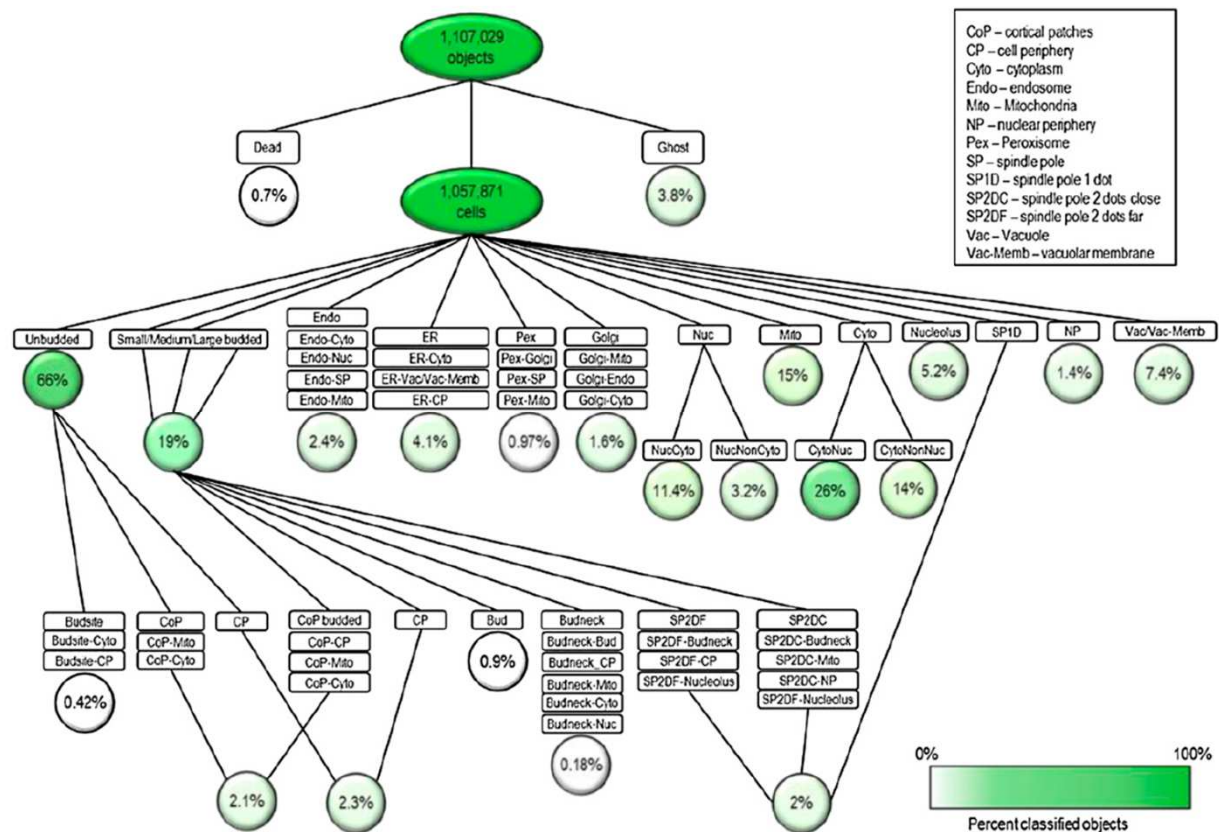 1,107,029
objects
CoP – cortical patches
CP – cell periphery
Cyto – cytoplasm
Endo – endosome
Mito – Mitochondria
NP – nuclear periphery
Pex – Peroxisome
SP – spindle pole
SP1D – spindle pole 1 dot
SP2DC – spindle pole 2 dots close
SP2DF – spindle pole 2 dots far
Vac – Vacuole
Vac-Memb – vacuolar membrane
Dead
0.7%
1,057,871
cells
Ghost
3.8%
Unbudded
66%
Small/Medium/Large budded
19%
Endo
Endo-Cyto
Endo-Nuc
Endo-SP
Endo-Mito
2.4%
ER
ER-Cyto
ER-Vac/Vac-Memb
ER-CP
4.1%
Pex
Pex-Golgi
Pex-SP
Pex-Mito
0.97%
Golgi
Golgi-Mito
Golgi-Endo
Golgi-Cyto
1.6%
Nuc
NucCyto
11.4%
NucNonCyto
3.2%
Mito
15%
Cyto
CytoNuc
26%
CytoNonNuc
14%
Nucleolus
5.2%
SP1D
NP
1.4%
Vac/Vac-Memb
7.4%
Budsite
Budsite-Cyto
Budsite-CP
0.42%
CoP
CoP-Mito
CoP-Cyto
CP
CoP budded
CoP-CP
CoP-Mito
CoP-Cyto
2.1%
CP
2.3%
Bud
0.9%
Budneck
Budneck-Bud
Budneck_CP
Budneck-Mito
Budneck-Cyto
Budneck-Nuc
0.18%
SP2DF
SP2DF-Budneck
SP2DF-CP
SP2DF-Nucleolus
SP2DC
SP2DC-Budneck
SP2DC-Mito
SP2DC-NP
SP2DF-Nucleolus
2%
0%
100%
Percent classified objects